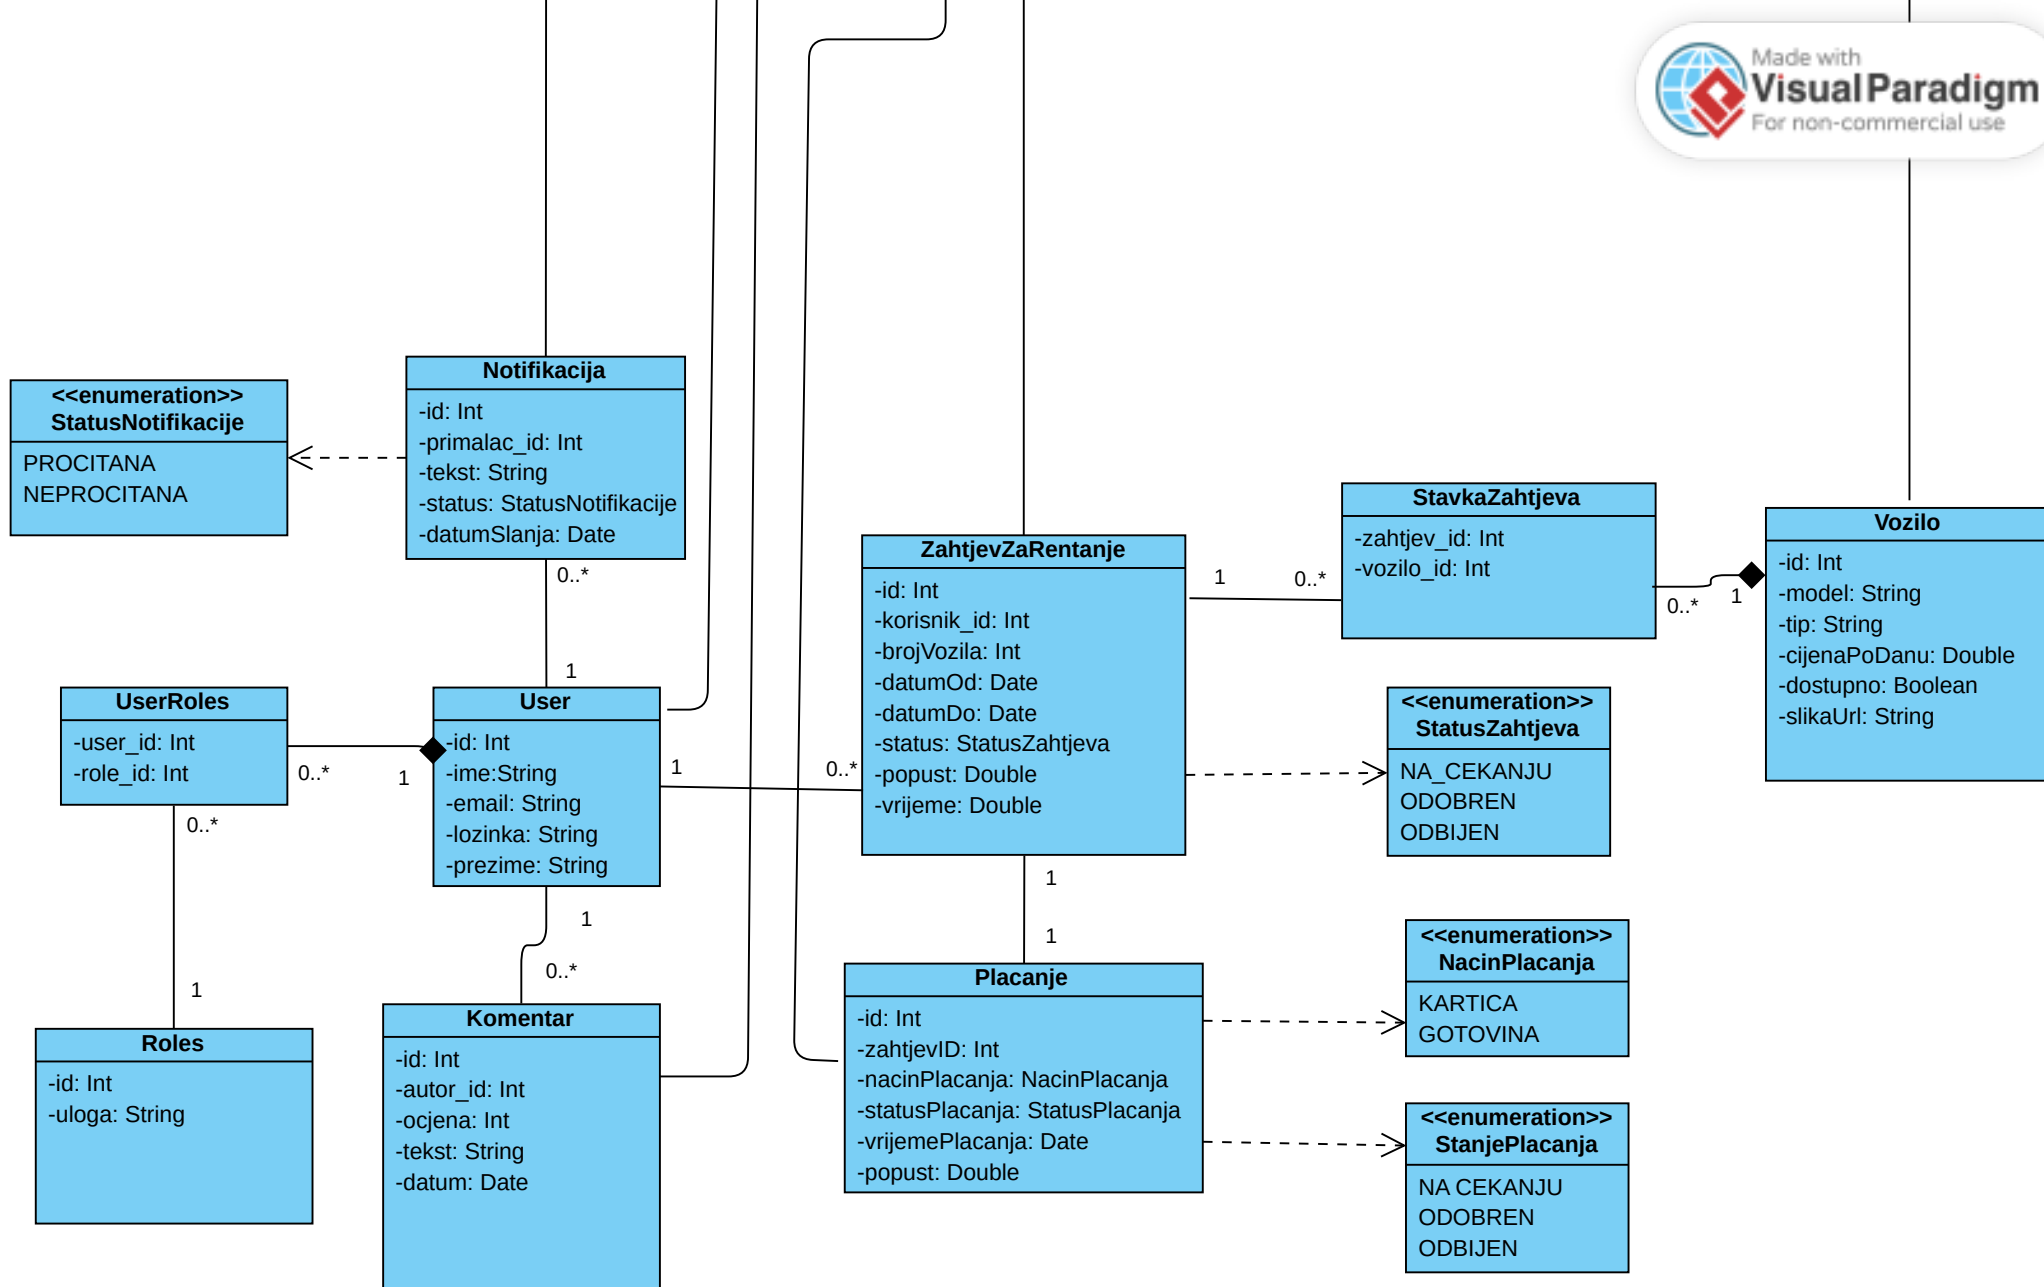 Made with
Visual Paradigm
For non-commercial use
Notifikacija
-id: Int
-primalac_id: Int
-tekst: String
-status: StatusNotifikacije
-datumSlanja: Date
<<enumeration>>
StatusNotifikacije
PROCITANA
NEPROCITANA
0..*
1
StavkaZahtjeva
-zahtjev_id: Int
-vozilo_id: Int
Vozilo
-id: Int
-model: String
-tip: String
-cijenaPoDanu: Double
-dostupno: Boolean
-slikaUrl: String
0..*
1
ZahtjevZaRentanje
-id: Int
-korisnik_id: Int
-brojVozila: Int
-datumOd: Date
-datumDo: Date
-status: StatusZahtjeva
-popust: Double
-vrijeme: Double
1
0..*
UserRoles
-user_id: Int
-role_id: Int
0..*
1
User
-id: Int
-ime:String
-email: String
-lozinka: String
-prezime: String
1
0..*
<<enumeration>>
StatusZahtjeva
NA_CEKANJU
ODOBREN
ODBIJEN
0..*
1
1
0..*
1
1
Roles
-id: Int
-uloga: String
Komentar
-id: Int
-autor_id: Int
-ocjena: Int
-tekst: String
-datum: Date
Placanje
-id: Int
-zahtjevID: Int
-nacinPlacanja: NacinPlacanja
-statusPlacanja: StatusPlacanja
-vrijemePlacanja: Date
-popust: Double
<<enumeration>>
NacinPlacanja
KARTICA
GOTOVINA
<<enumeration>>
StanjePlacanja
NA CEKANJU
ODOBREN
ODBIJEN